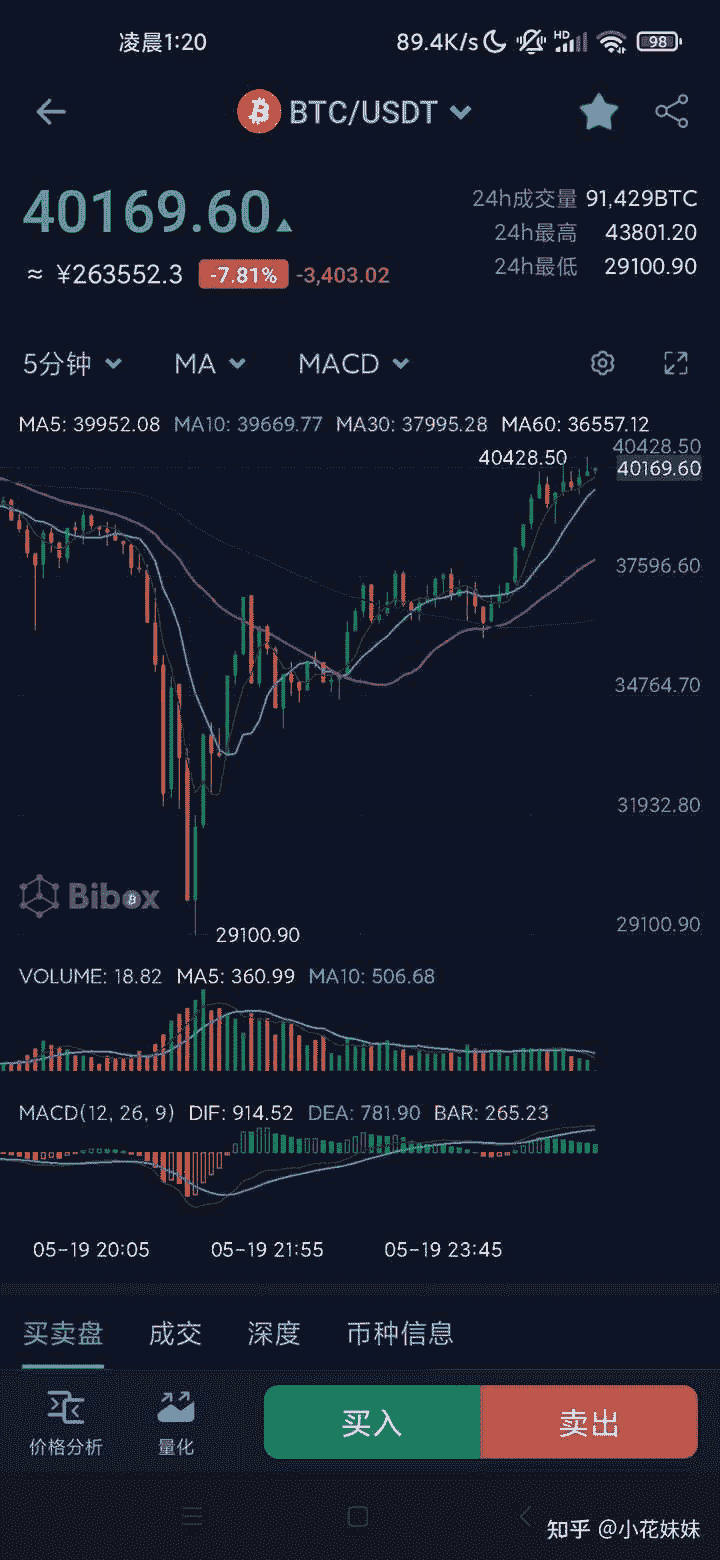 凌晨1:20 89.4K/s HD 98
BTC/USDT
40169.60
≈ ¥263552.3 -7.81% -3,403.02
24h成交量 91,429BTC
24h最高 43801.20
24h最低 29100.90
5分钟 MA MACD
MA5: 39952.08 MA10: 39669.77 MA30: 37995.28 MA60: 36557.12
40428.50
40428.50
40169.60
37596.60
34764.70
31932.80
Bibox
29100.90
29100.90
VOLUME: 18.82 MA5: 360.99 MA10: 506.68
MACD(12, 26, 9) DIF: 914.52 DEA: 781.90 BAR: 265.23
05-19 20:05 05-19 21:55 05-19 23:45
买卖盘 成交 深度 币种信息
价格分析 量化 买入 卖出
知乎 @小花妹妹